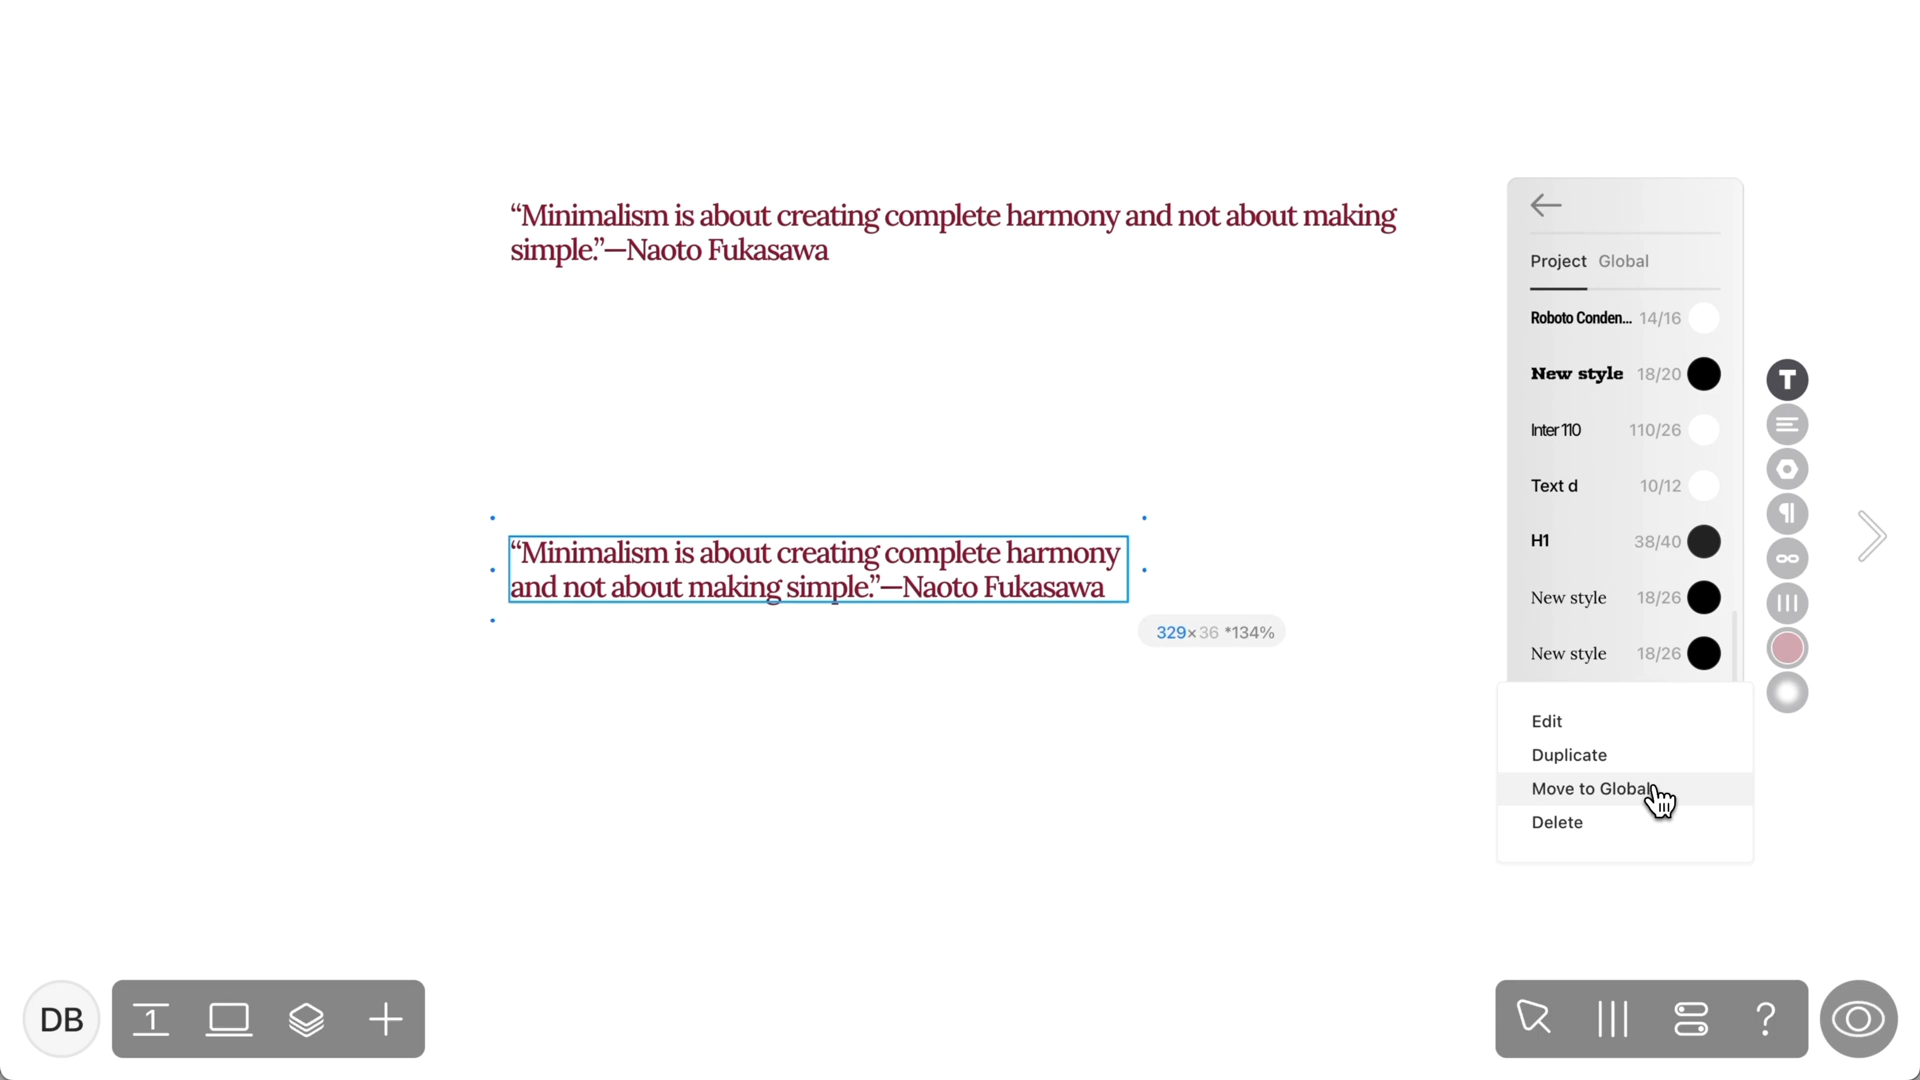 “Minimalism is about creating complete harmony and not about making
simple.”—Naoto Fukasawa
“Minimalism is about creating complete harmony
and not about making simple.”—Naoto Fukasawa
329×36 *134%
Project Global
Roboto Conden... 14/16
New style 18/20
Inter 110 110/26
Text d 10/12
H1 38/40
New style 18/26
New style 18/26
Edit
Duplicate
Move to Global
Delete
T
DB
1
?